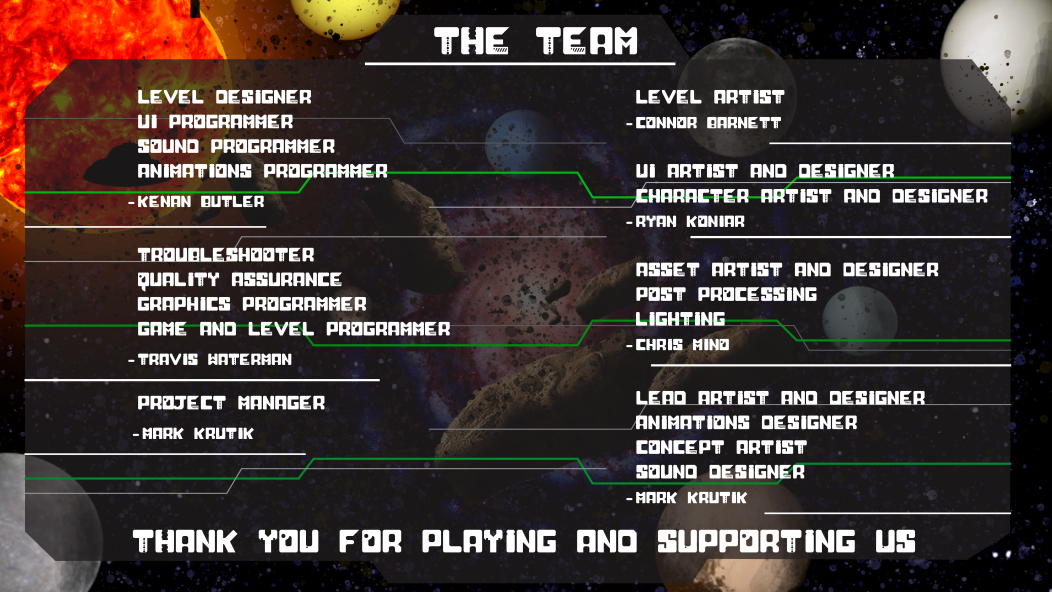 THE TEAM
LEVEL DESIGNER
UI PROGRAMMER
SOUND PROGRAMMER
ANIMATIONS PROGRAMMER
-KENAN BUTLER
TROUBLESHOOTER
QUALITY ASSURANCE
GRAPHICS PROGRAMMER
GAME AND LEVEL PROGRAMMER
-TRAVIS WATERMAN
PROJECT MANAGER
-MARK KRUTIK
LEVEL ARTIST
-CONNOR BARNETT
UI ARTIST AND DESIGNER
CHARACTER ARTIST AND DESIGNER
-RYAN KONIAR
ASSET ARTIST AND DESIGNER
POST PROCESSING
LIGHTING
-CHRIS MINO
LEAD ARTIST AND DESIGNER
ANIMATIONS DESIGNER
CONCEPT ARTIST
SOUND DESIGNER
-MARK KRUTIK
THANK YOU FOR PLAYING AND SUPPORTING US